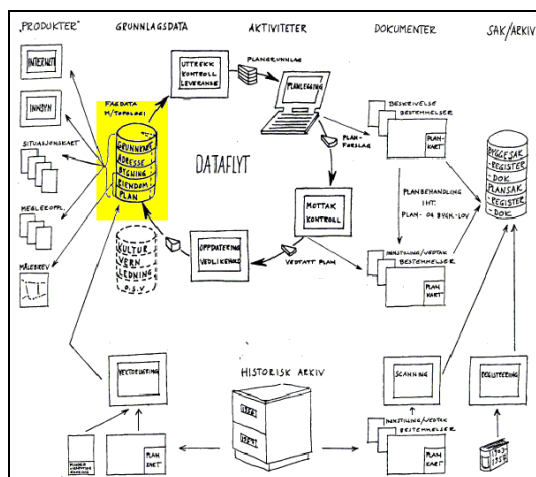 "PRODUKTER"
GRUNNLAGSDATA
AKTIVITETER
DOKUMENTER
SAK/ARKIV
INTERNETT
INNSYN
SITUASJONSKART
MEGLEROPPL.
MÅLEBREV
FAGDATA
M/TOPOLOGI
GRUNNKART
ADRESSE
BYGNING
EIENDOM
PLAN
KULTUR
VERN
LEDNING
O.S.V
UTTREKK
KONTROLL
LEVERANSE
PLANGRUNNLAG
PLANLEGGING
DATAFLYT
PLAN-
FORSLAG
MOTTAK
KONTROLL
OPPDATERING
VEDLIKEHOLD
VEDTATT PLAN
BESKRIVELSE
BESTEMMELSER
PLAN-
KART
PLANBEHANDLING
IHT.
PLAN- OG BYGN.-LOV
INNSTILLING/VEDTAK
BESTEMMELSER
PLAN
KART
BYGGESAK
-REGISTER
-DOK
PLANSAK
-REGISTER
-DOK
VEKTORISERING
HISTORISK ARKIV
SCANNING
REGISTRERING
PLAN
KART
INNSTILLING/VEDTAK
BESTEMMELSER
PLAN
KART